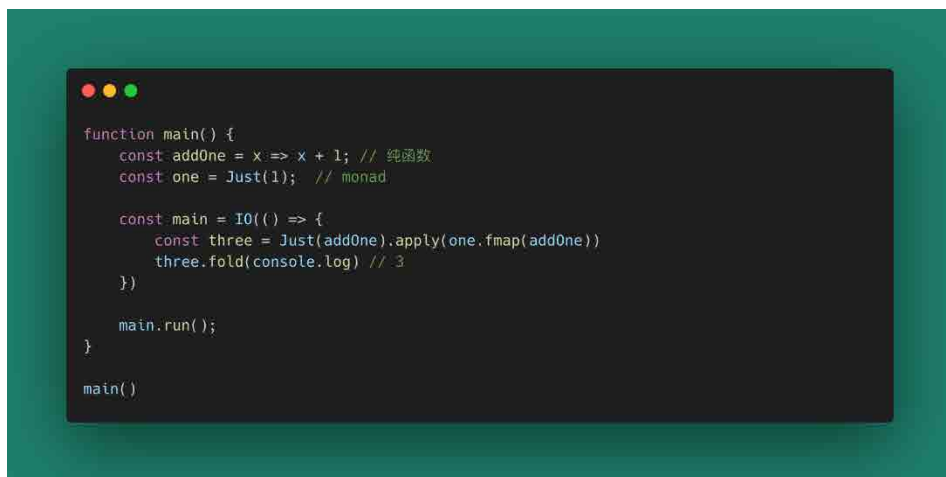 function main() {
    const addOne = x => x + 1; // 纯函数
    const one = Just(1);  // monad

    const main = IO(() => {
        const three = Just(addOne).apply(one.fmap(addOne))
        three.fold(console.log) // 3
    })

    main.run();
}

main()